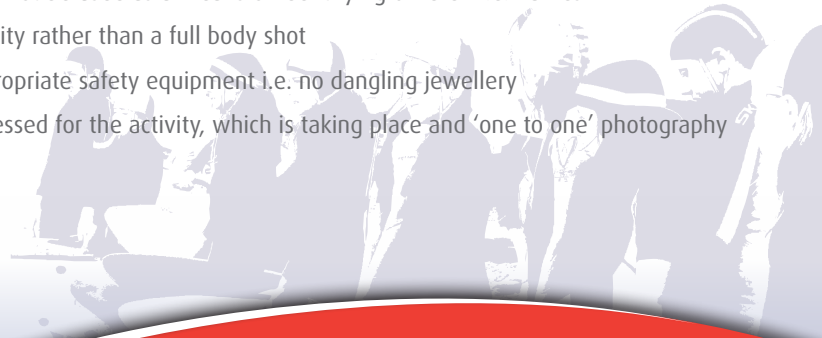 ity rather than a full body shot
ropriate safety equipment i.e. no dangling jewellery
essed for the activity, which is taking place and ‘one to one’ photography